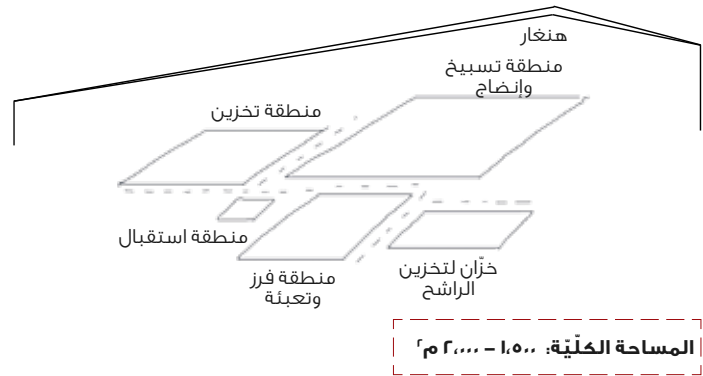 هنغار
منطقة تسبيخ
وإنضاج
منطقة تخزين
منطقة استقبال
منطقة فرز
وتعبئة
خزّان لتخزين
الراشح
المساحة الكلّيّة: ١،٥٠٠ – ٢،٠٠٠ م٢